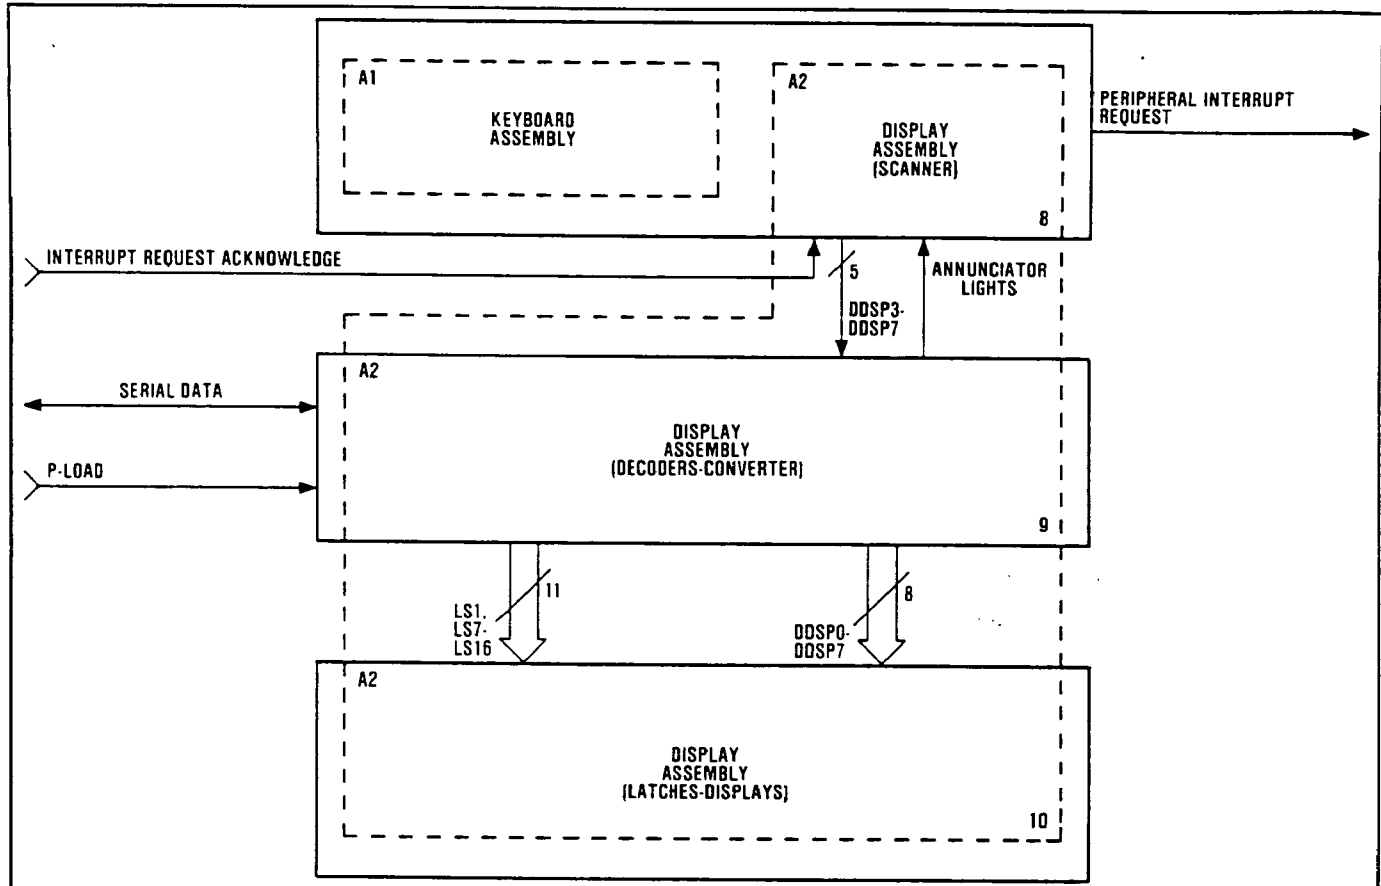 A1
KEYBOARD
ASSEMBLY
A2
DISPLAY
ASSEMBLY
(SCANNER)
8
PERIPHERAL INTERRUPT
REQUEST
INTERRUPT REQUEST ACKNOWLEDGE
5
DDSP3-
DDSP7
ANNUNCIATOR
LIGHTS
A2
SERIAL DATA
DISPLAY
ASSEMBLY
(DECODERS-CONVERTER)
P-LOAD
9
11
LS1,
LS7-
LS16
8
DDSP0-
DDSP7
A2
DISPLAY
ASSEMBLY
(LATCHES-DISPLAYS)
10